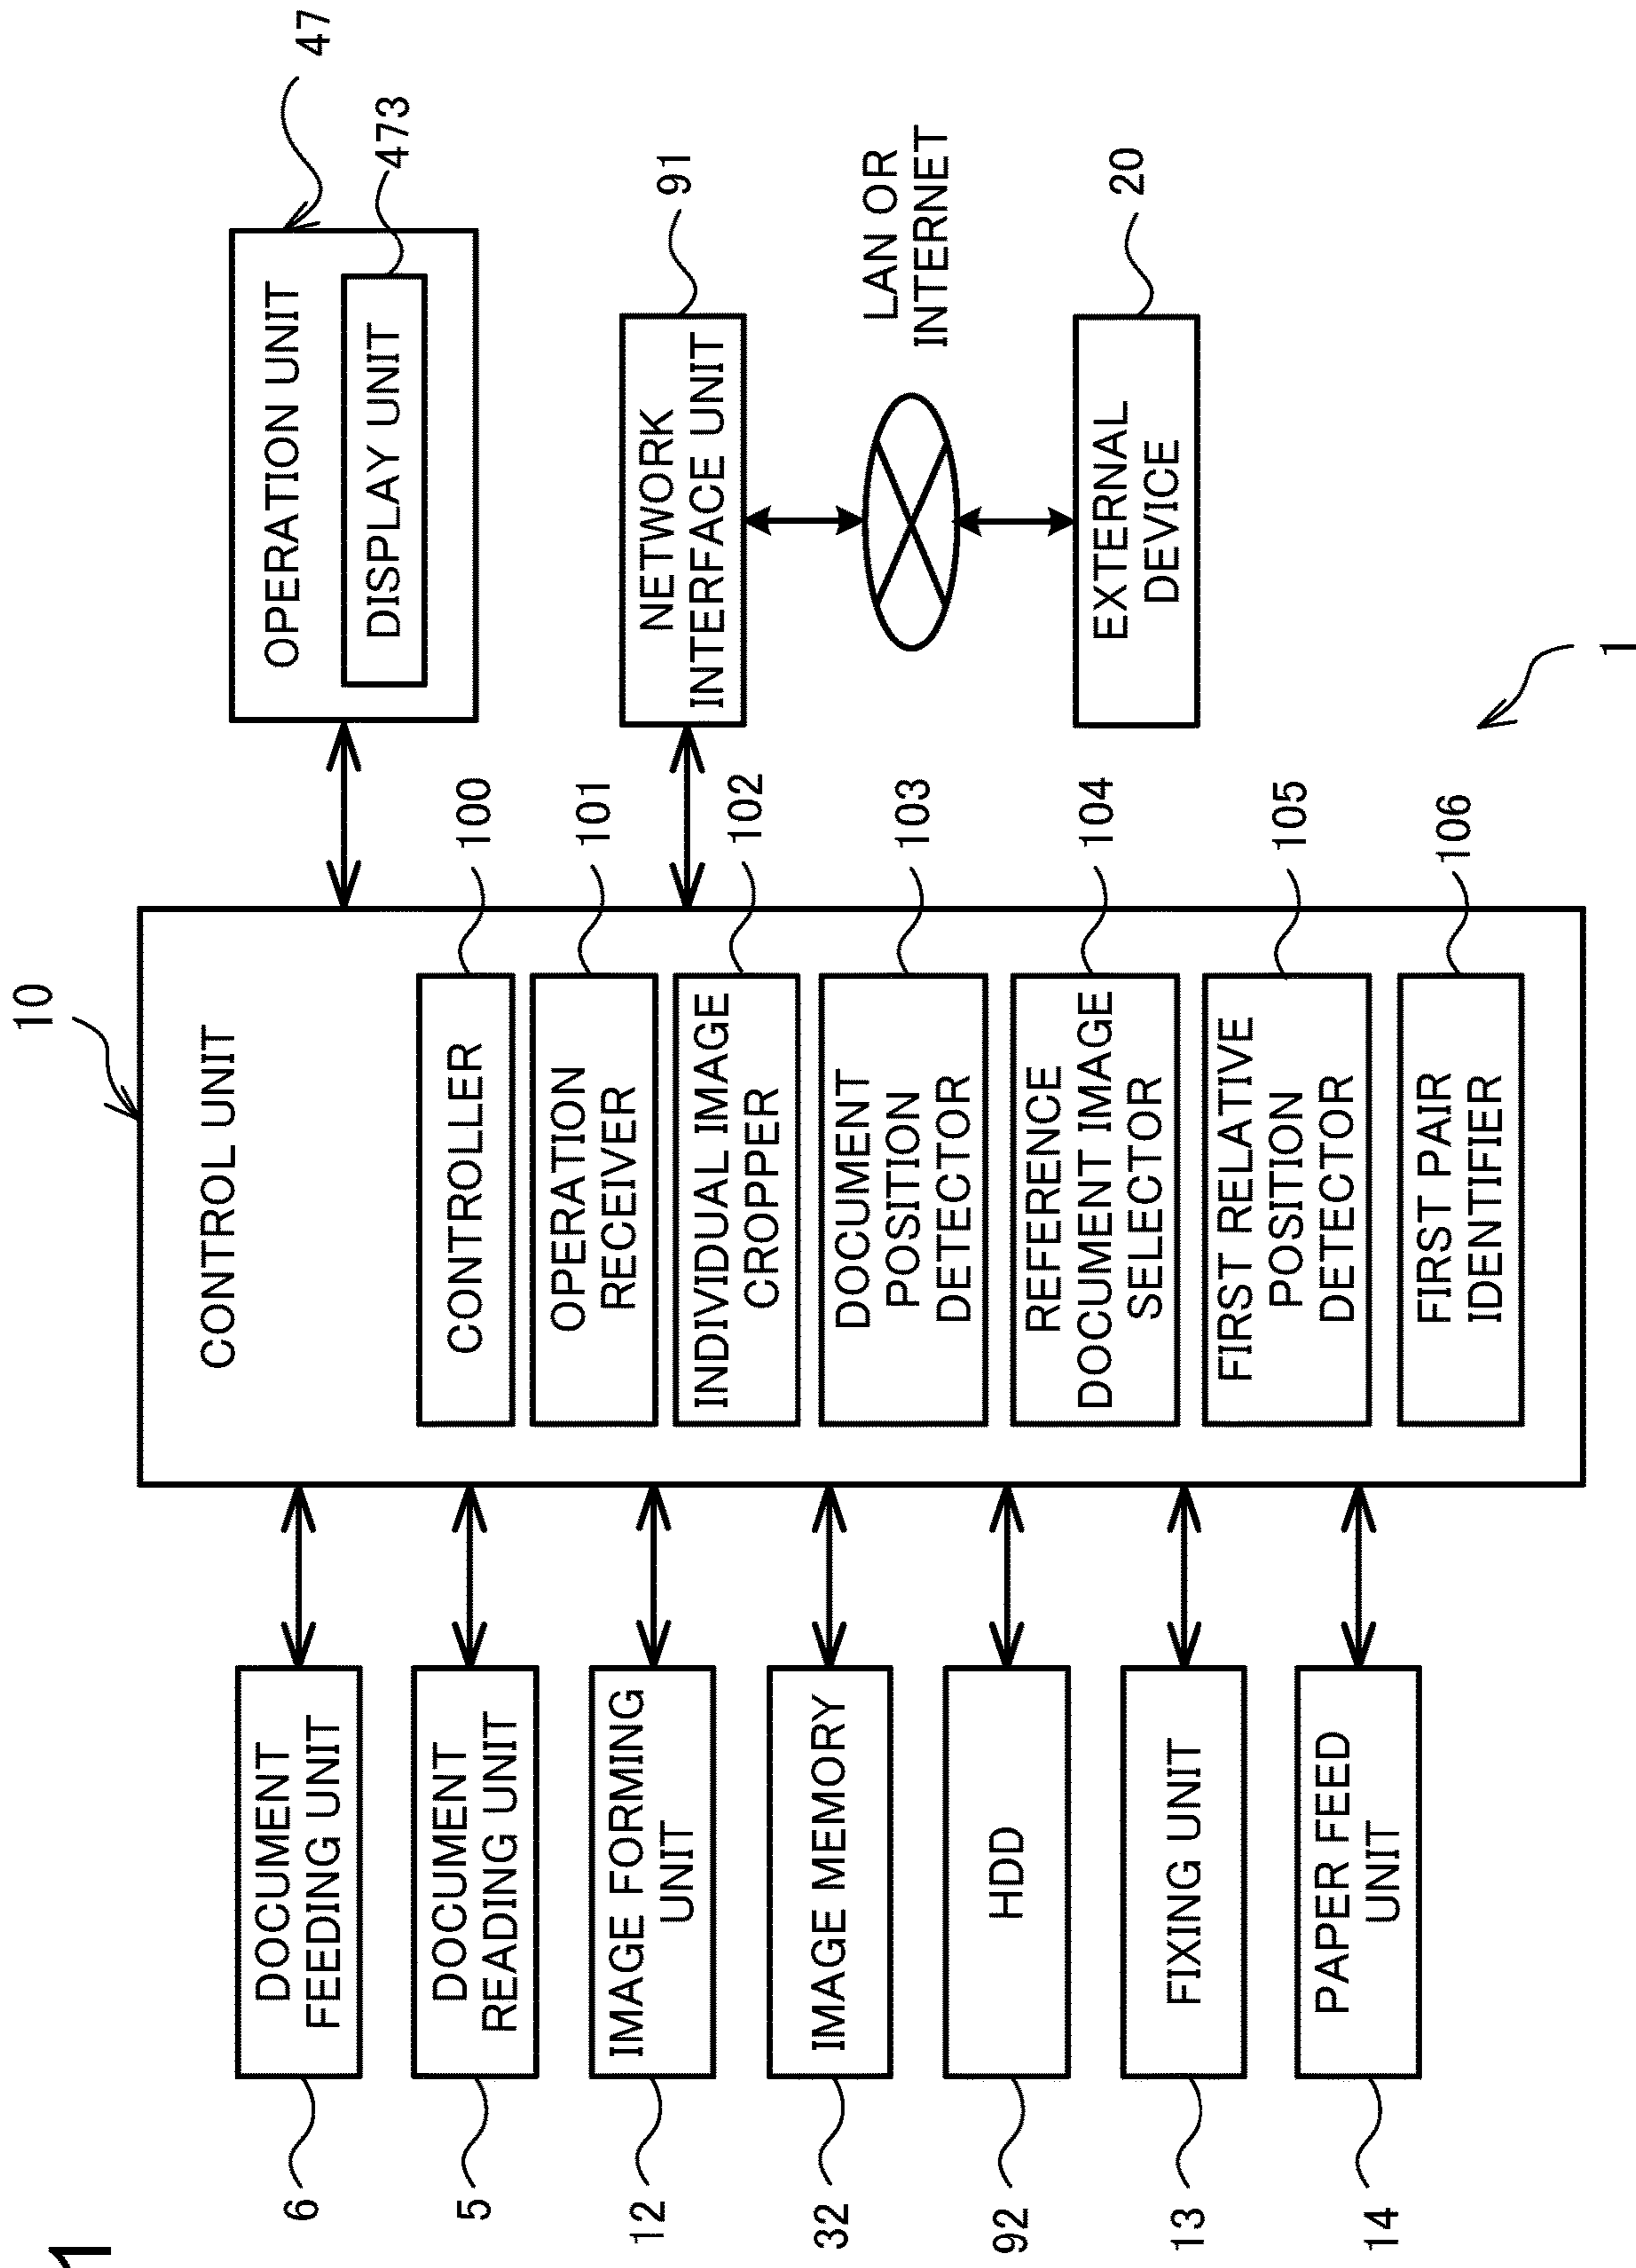 1
10
CONTROL UNIT
CONTROLLER
100
OPERATION
RECEIVER
101
INDIVIDUAL IMAGE
CROPPER
102
DOCUMENT
POSITION
DETECTOR
103
REFERENCE
DOCUMENT IMAGE
SELECTOR
104
FIRST RELATIVE
POSITION
DETECTOR
105
FIRST PAIR
IDENTIFIER
106
6
DOCUMENT
FEEDING UNIT
5
DOCUMENT
READING UNIT
12
IMAGE FORMING
UNIT
32
IMAGE MEMORY
92
HDD
13
FIXING UNIT
14
PAPER FEED
UNIT
47
OPERATION UNIT
DISPLAY UNIT
473
NETWORK
INTERFACE UNIT
91
LAN OR
INTERNET
EXTERNAL
DEVICE
20
1